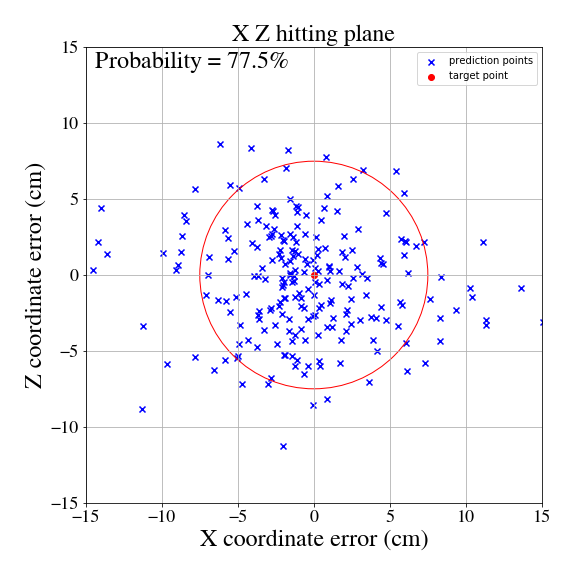 X Z hitting plane
Probability = 77.5%
prediction points
target point
15
10
5
0
−5
−10
−15
Z coordinate error (cm)
−15
−10
−5
0
5
10
15
X coordinate error (cm)